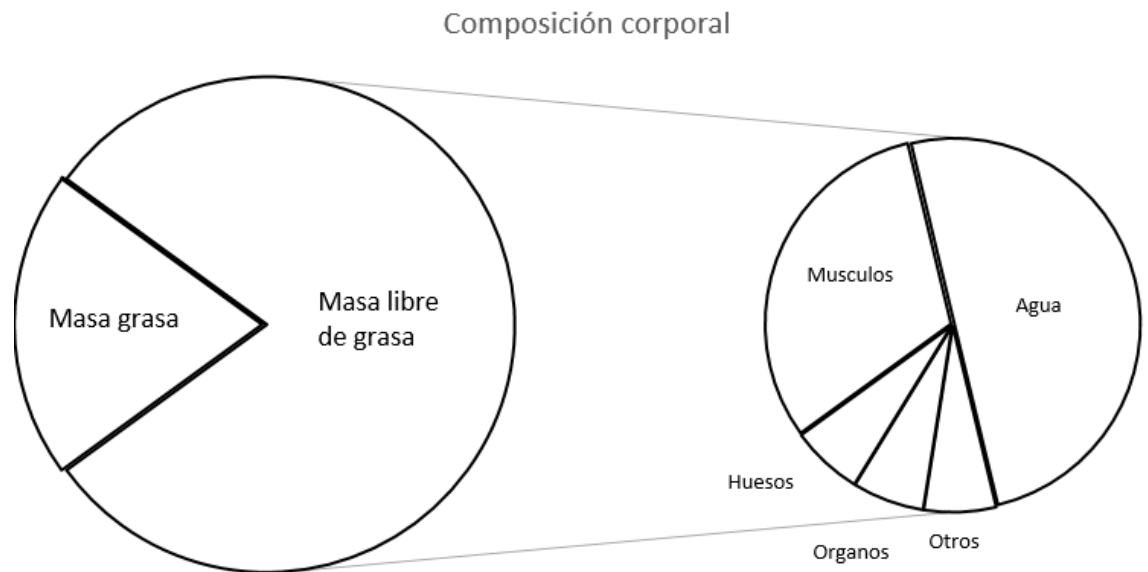 Composición corporal
Masa grasa
Masa libre
de grasa
Musculos
Agua
Huesos
Organos
Otros